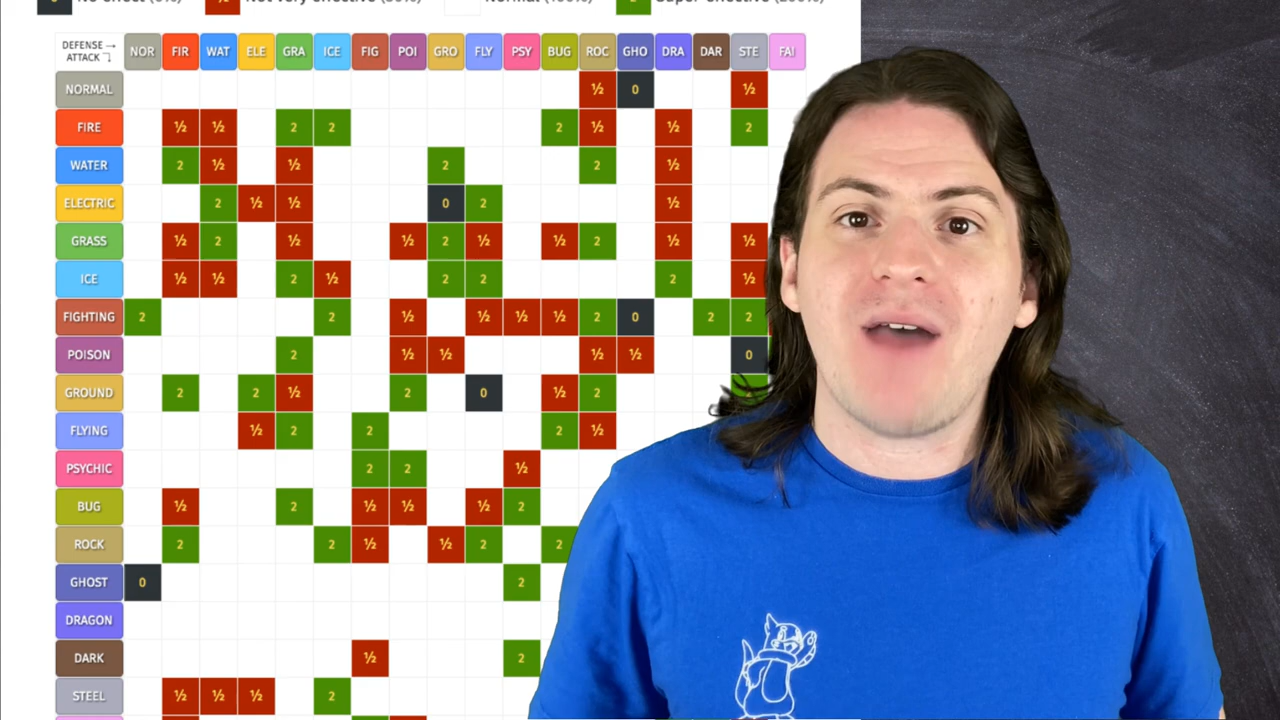 DEFENSE → NOR FIR WAT ELE GRA ICE FIG POI GRO FLY PSY BUG ROC GHO DRA DAR STE FAI
ATTACK ⤵
NORMAL ½ 0 ½
FIRE ½ ½ 2 2 2 ½ ½ 2
WATER 2 ½ ½ 2 2 ½
ELECTRIC 2 ½ ½ 0 2 ½
GRASS ½ 2 ½ ½ 2 ½ ½ 2 ½ ½
ICE ½ ½ 2 ½ 2 2 2 ½
FIGHTING 2 2 ½ ½ ½ ½ 2 0 2 2
POISON 2 ½ ½ ½ ½ 0
GROUND 2 2 ½ 2 0 ½ 2
FLYING ½ 2 2 2 ½
PSYCHIC 2 2 ½
BUG ½ 2 ½ ½ ½ 2
ROCK 2 2 ½ ½ 2 2
GHOST 0 2
DRAGON
DARK ½ 2
STEEL ½ ½ ½ 2